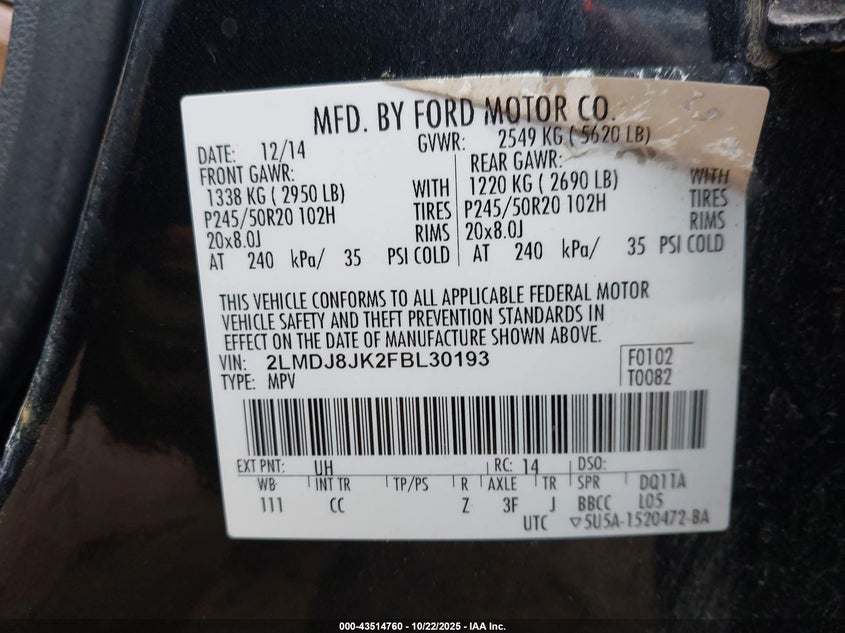 MFD. BY FORD MOTOR CO.
DATE: 12/14 GVWR: 2549 KG ( 5620 LB)
FRONT GAWR: REAR GAWR:
1338 KG ( 2950 LB) WITH 1220 KG ( 2690 LB) WITH
P245/50R20 102H TIRES P245/50R20 102H TIRES
20x8.0J RIMS 20x8.0J RIMS
AT 240 kPa/ 35 PSI COLD AT 240 kPa/ 35 PSI COLD
THIS VEHICLE CONFORMS TO ALL APPLICABLE FEDERAL MOTOR
VEHICLE SAFETY AND THEFT PREVENTION STANDARDS IN
EFFECT ON THE DATE OF MANUFACTURE SHOWN ABOVE.
VIN: 2LMDJ8JK2FBL30193 F0102
TYPE: MPV T0082
EXT PNT: UH RC: 14 DSO:
WB INT TR TP/PS R AXLE TR SPR DQ11A
111 CC Z 3F J BBCC L05
UTC ▽5U5A-1520472-BA
000-43514760 - 10/22/2025 - IAA Inc.